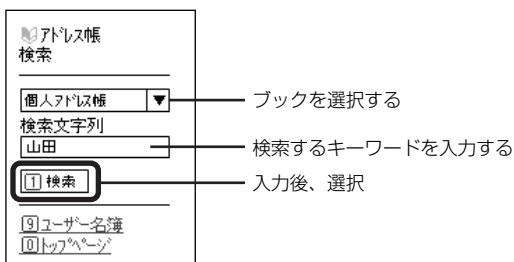 ｱﾄﾞﾚｽ帳
検索
個人ｱﾄﾞﾚｽ帳 ▼
ブックを選択する
検索文字列
山田
検索するキーワードを入力する
1 検索
入力後、選択
9 ﾕｰｻﾞｰ名簿
0 ﾄｯﾌﾟﾍﾟｰｼﾞ